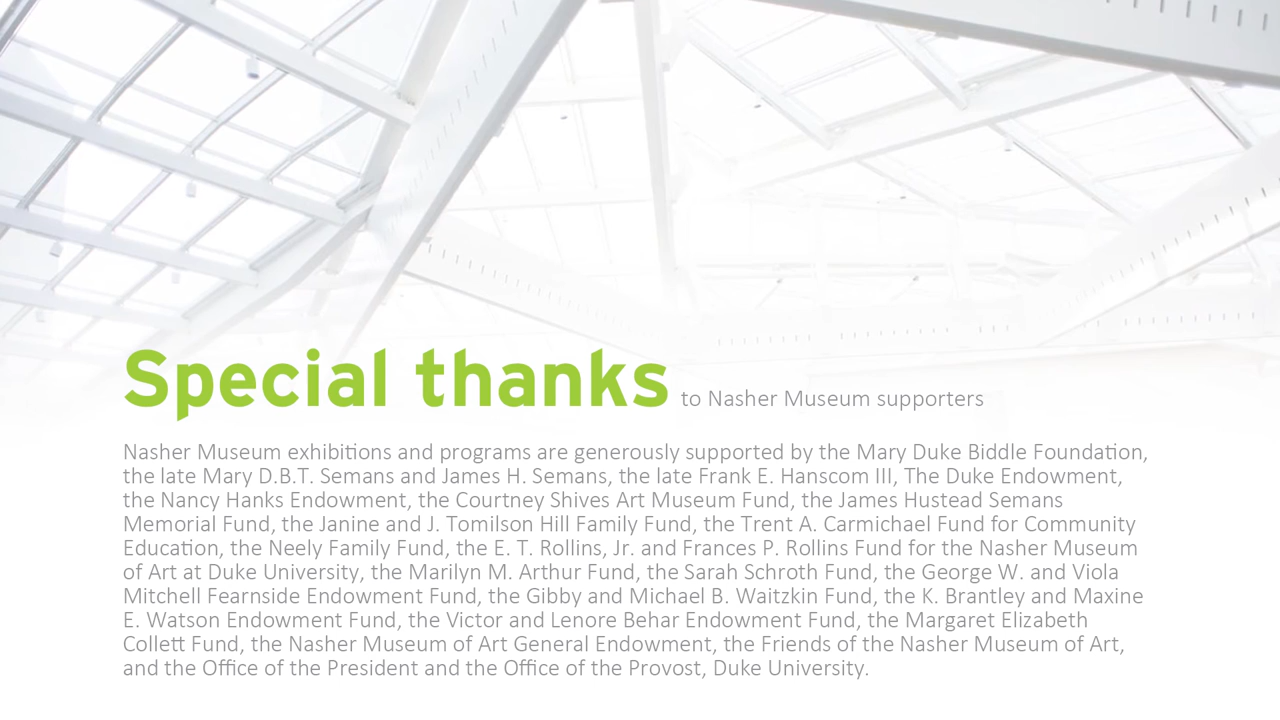 Special thanks to Nasher Museum supporters
Nasher Museum exhibitions and programs are generously supported by the Mary Duke Biddle Foundation,
the late Mary D.B.T. Semans and James H. Semans, the late Frank E. Hanscom III, The Duke Endowment,
the Nancy Hanks Endowment, the Courtney Shives Art Museum Fund, the James Hustead Semans
Memorial Fund, the Janine and J. Tomilson Hill Family Fund, the Trent A. Carmichael Fund for Community
Education, the Neely Family Fund, the E. T. Rollins, Jr. and Frances P. Rollins Fund for the Nasher Museum
of Art at Duke University, the Marilyn M. Arthur Fund, the Sarah Schroth Fund, the George W. and Viola
Mitchell Fearnside Endowment Fund, the Gibby and Michael B. Waitzkin Fund, the K. Brantley and Maxine
E. Watson Endowment Fund, the Victor and Lenore Behar Endowment Fund, the Margaret Elizabeth
Collett Fund, the Nasher Museum of Art General Endowment, the Friends of the Nasher Museum of Art,
and the Office of the President and the Office of the Provost, Duke University.